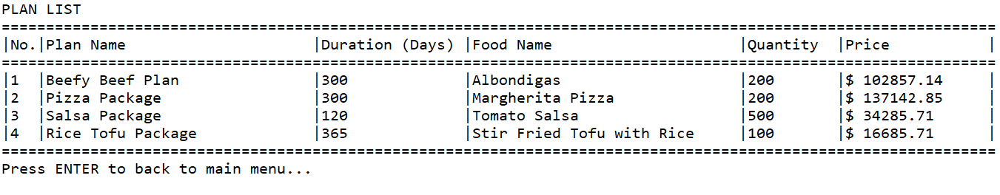 PLAN LIST
================================================================================================================
|No.|Plan Name                     |Duration (Days) |Food Name                     |Quantity  |Price           |
================================================================================================================
|1  |Beefy Beef Plan               |300             |Albondigas                    |200       |$ 102857.14     |
|2  |Pizza Package                 |300             |Margherita Pizza              |200       |$ 137142.85     |
|3  |Salsa Package                 |120             |Tomato Salsa                  |500       |$ 34285.71      |
|4  |Rice Tofu Package             |365             |Stir Fried Tofu with Rice     |100       |$ 16685.71      |
================================================================================================================
Press ENTER to back to main menu...